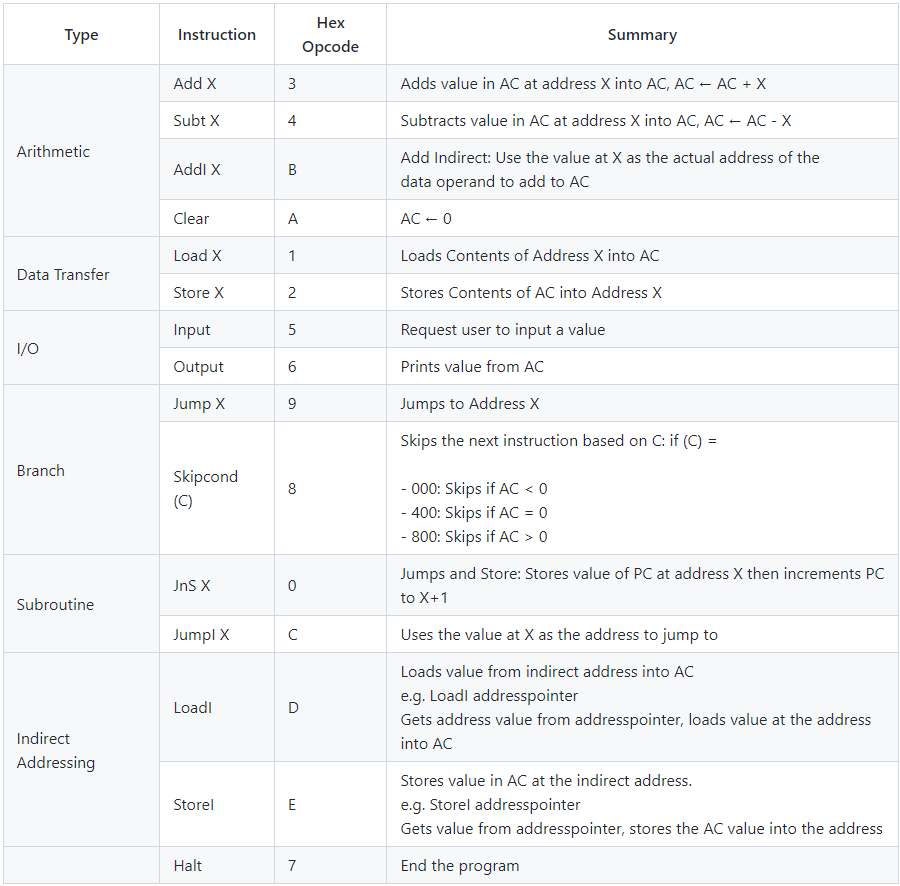 Type
Instruction
Hex
Opcode
Summary
Arithmetic
Add X
3
Adds value in AC at address X into AC, AC ← AC + X
Subt X
4
Subtracts value in AC at address X into AC, AC ← AC - X
AddI X
B
Add Indirect: Use the value at X as the actual address of the
data operand to add to AC
Clear
A
AC ← 0
Data Transfer
Load X
1
Loads Contents of Address X into AC
Store X
2
Stores Contents of AC into Address X
I/O
Input
5
Request user to input a value
Output
6
Prints value from AC
Branch
Jump X
9
Jumps to Address X
Skipcond
(C)
8
Skips the next instruction based on C: if (C) =
- 000: Skips if AC < 0
- 400: Skips if AC = 0
- 800: Skips if AC > 0
Subroutine
JnS X
0
Jumps and Store: Stores value of PC at address X then increments PC
to X+1
JumpI X
C
Uses the value at X as the address to jump to
Indirect
Addressing
LoadI
D
Loads value from indirect address into AC
e.g. LoadI addresspointer
Gets address value from addresspointer, loads value at the address
into AC
StoreI
E
Stores value in AC at the indirect address.
e.g. StoreI addresspointer
Gets value from addresspointer, stores the AC value into the address
Halt
7
End the program